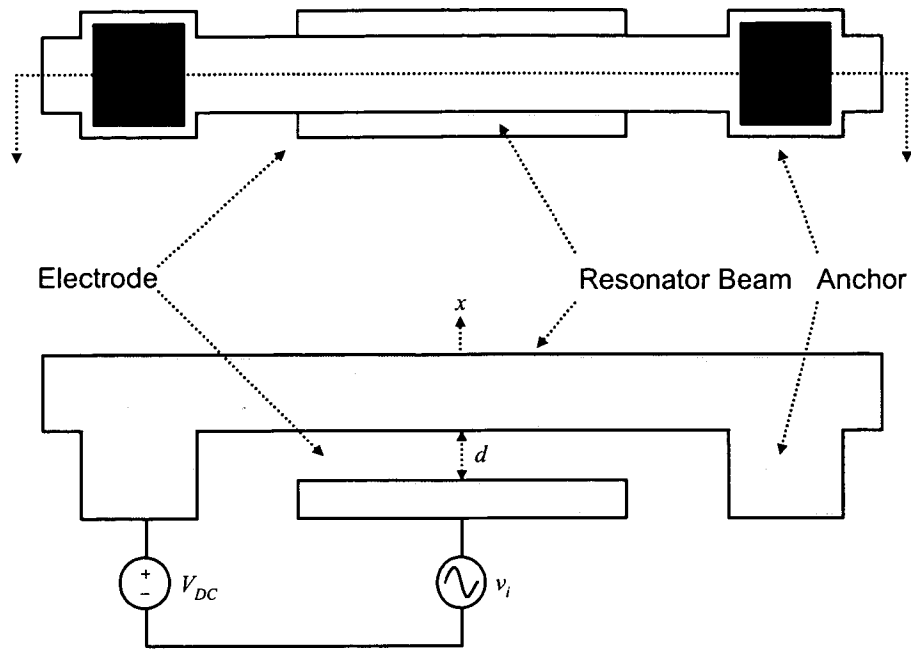 Electrode
Resonator Beam
Anchor
x
d
+
−
V_DC
v_i